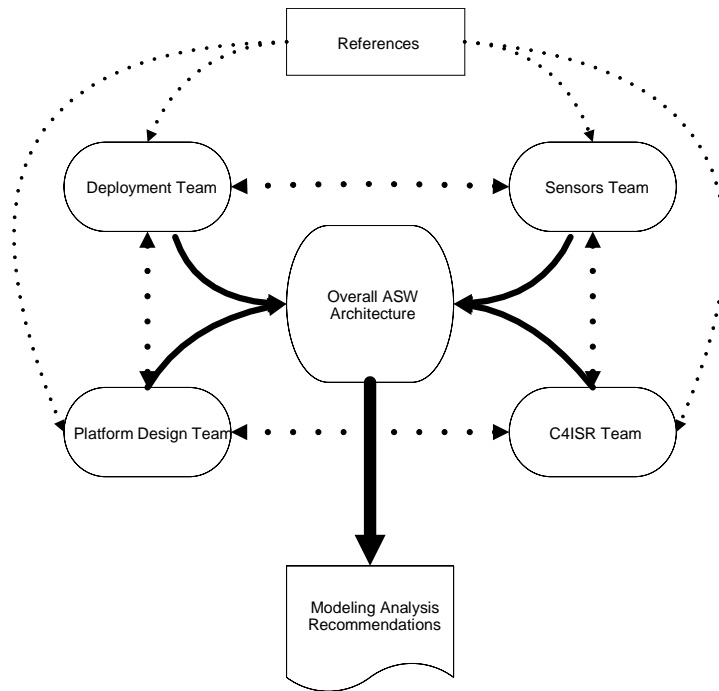 References
Deployment Team
Sensors Team
Overall ASW
Architecture
Platform Design Team
C4ISR Team
Modeling Analysis
Recommendations